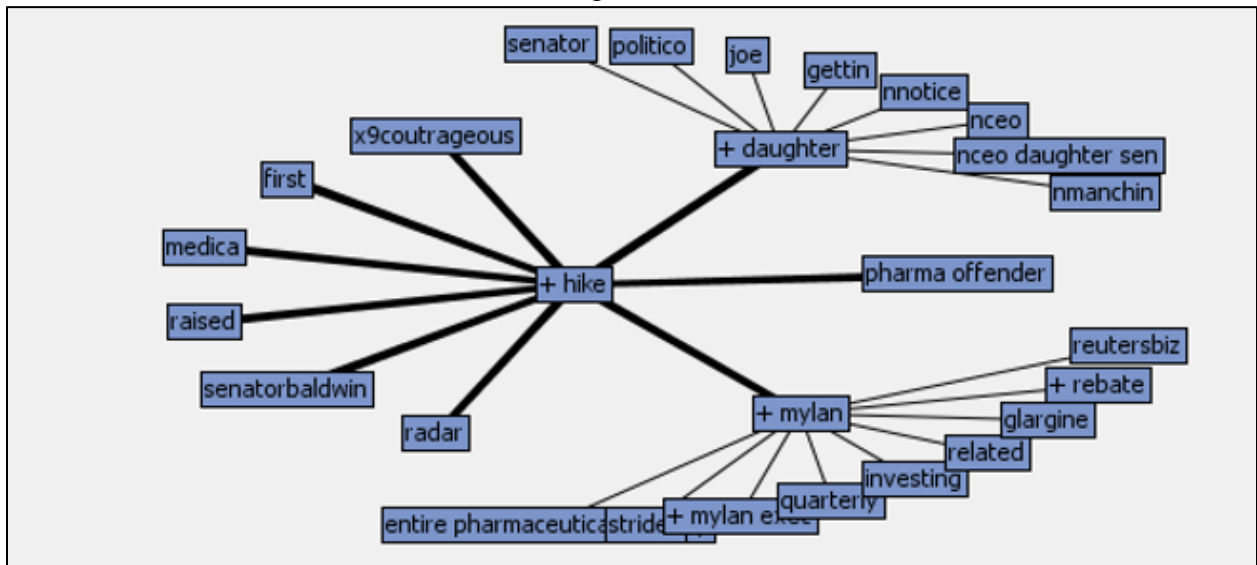 senator
politico
joe
gettin
nnotice
nceo
+ daughter
nceo daughter sen
nmanchin
x9coutrageous
first
medica
raised
senatorbaldwin
radar
+ hike
pharma offender
reutersbiz
+ rebate
+ mylan
glargine
related
investing
quarterly
+ mylan
entire